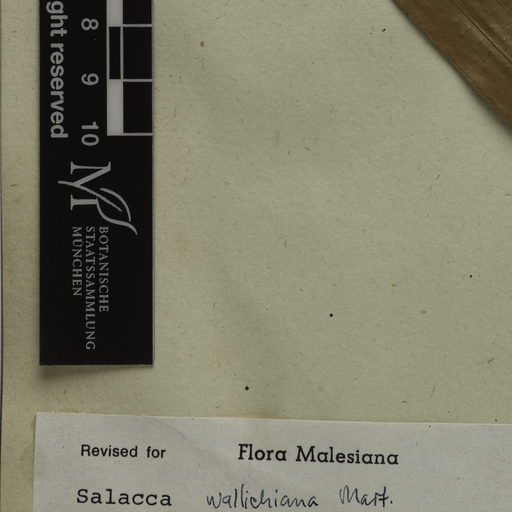 ght reserved
8 9 10
BOTANISCHE
STAATSSAMMLUNG
MÜNCHEN
Revised for Flora Malesiana
Salacca wallichiana Mart.